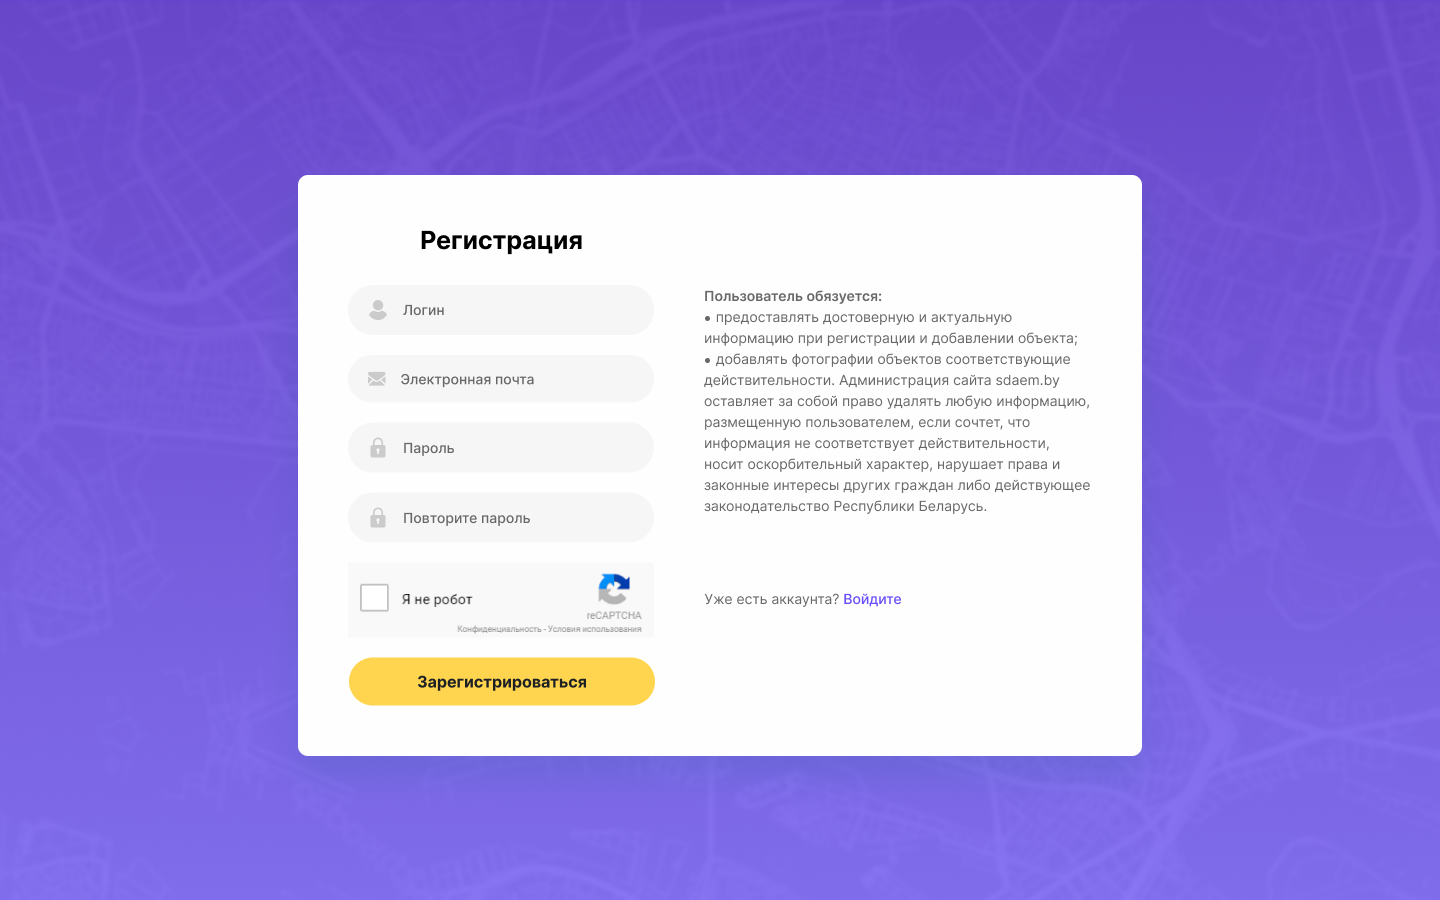 Регистрация
Логин
Электронная почта
Пароль
Повторите пароль
Я не робот
reCAPTCHA
Конфиденциальность - Условия использования
Зарегистрироваться
Пользователь обязуется:
• предоставлять достоверную и актуальную
информацию при регистрации и добавлении объекта;
• добавлять фотографии объектов соответствующие
действительности. Администрация сайта sdaem.by
оставляет за собой право удалять любую информацию,
размещенную пользователем, если сочтет, что
информация не соответствует действительности,
носит оскорбительный характер, нарушает права и
законные интересы других граждан либо действующее
законодательство Республики Беларусь.
Уже есть аккаунта? Войдите